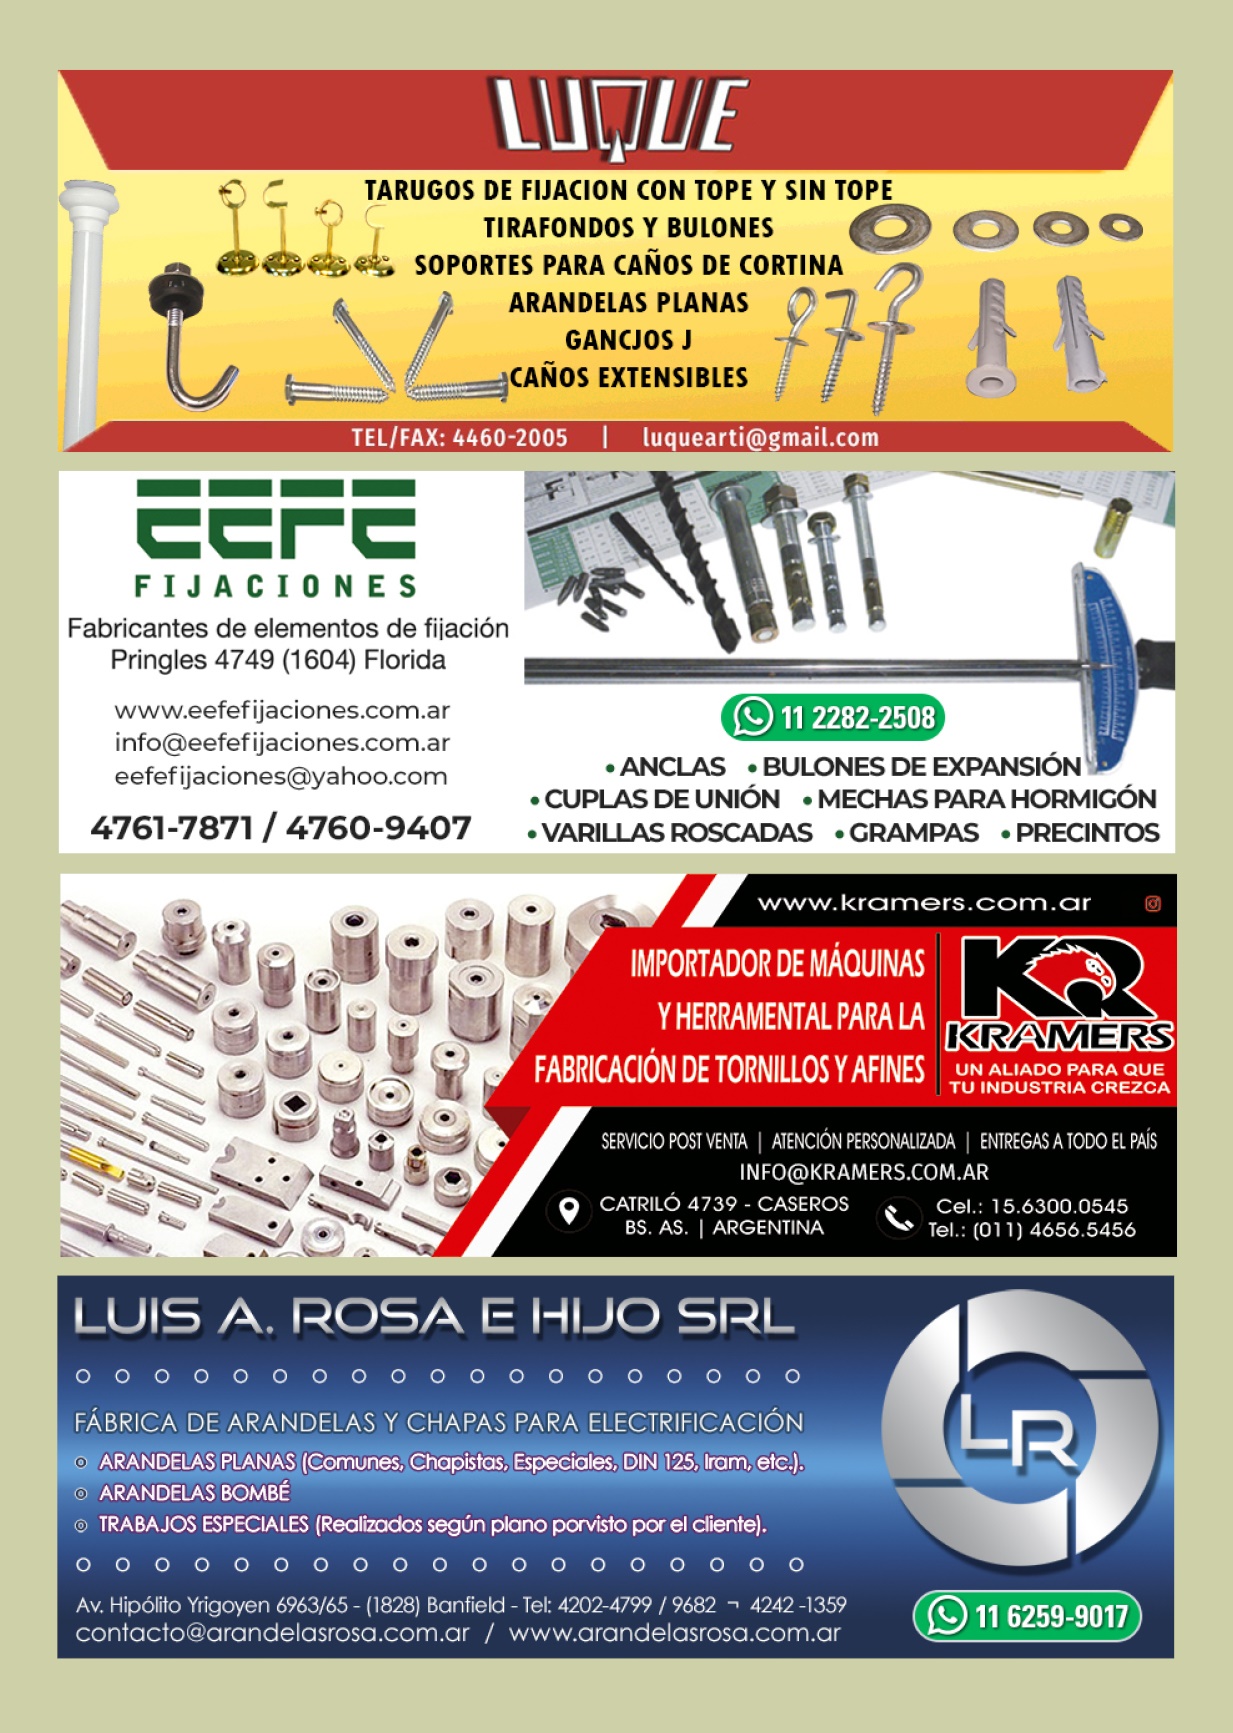 LUQUE
TARUGOS DE FIJACION CON TOPE Y SIN TOPE
TIRAFONDOS Y BULONES
SOPORTES PARA CAÑOS DE CORTINA
ARANDELAS PLANAS
GANCJOS J
CAÑOS EXTENSIBLES
TEL/FAX: 4460-2005 | luquearti@gmail.com
EEFE
FIJACIONES
Fabricantes de elementos de fijación
Pringles 4749 (1604) Florida
www.eefefijaciones.com.ar
info@eefefijaciones.com.ar
eefefijaciones@yahoo.com
4761-7871 / 4760-9407
11 2282-2508
• ANCLAS • BULONES DE EXPANSIÓN
• CUPLAS DE UNIÓN • MECHAS PARA HORMIGÓN
• VARILLAS ROSCADAS • GRAMPAS • PRECINTOS
www.kramers.com.ar
IMPORTADOR DE MÁQUINAS
Y HERRAMENTAL PARA LA
FABRICACIÓN DE TORNILLOS Y AFINES
KR
KRAMERS
UN ALIADO PARA QUE
TU INDUSTRIA CREZCA
SERVICIO POST VENTA | ATENCIÓN PERSONALIZADA | ENTREGAS A TODO EL PAÍS
INFO@KRAMERS.COM.AR
CATRILÓ 4739 - CASEROS
BS. AS. | ARGENTINA
Cel.: 15.6300.0545
Tel.: (011) 4656.5456
LUIS A. ROSA E HIJO SRL
FÁBRICA DE ARANDELAS Y CHAPAS PARA ELECTRIFICACIÓN
ARANDELAS PLANAS (Comunes, Chapistas, Especiales, DIN 125, Iram, etc.).
ARANDELAS BOMBÉ
TRABAJOS ESPECIALES (Realizados según plano porvisto por el cliente).
LR
Av. Hipólito Yrigoyen 6963/65 - (1828) Banfield - Tel: 4202-4799 / 9682 ¬ 4242 -1359
contacto@arandelasrosa.com.ar / www.arandelasrosa.com.ar
11 6259-9017